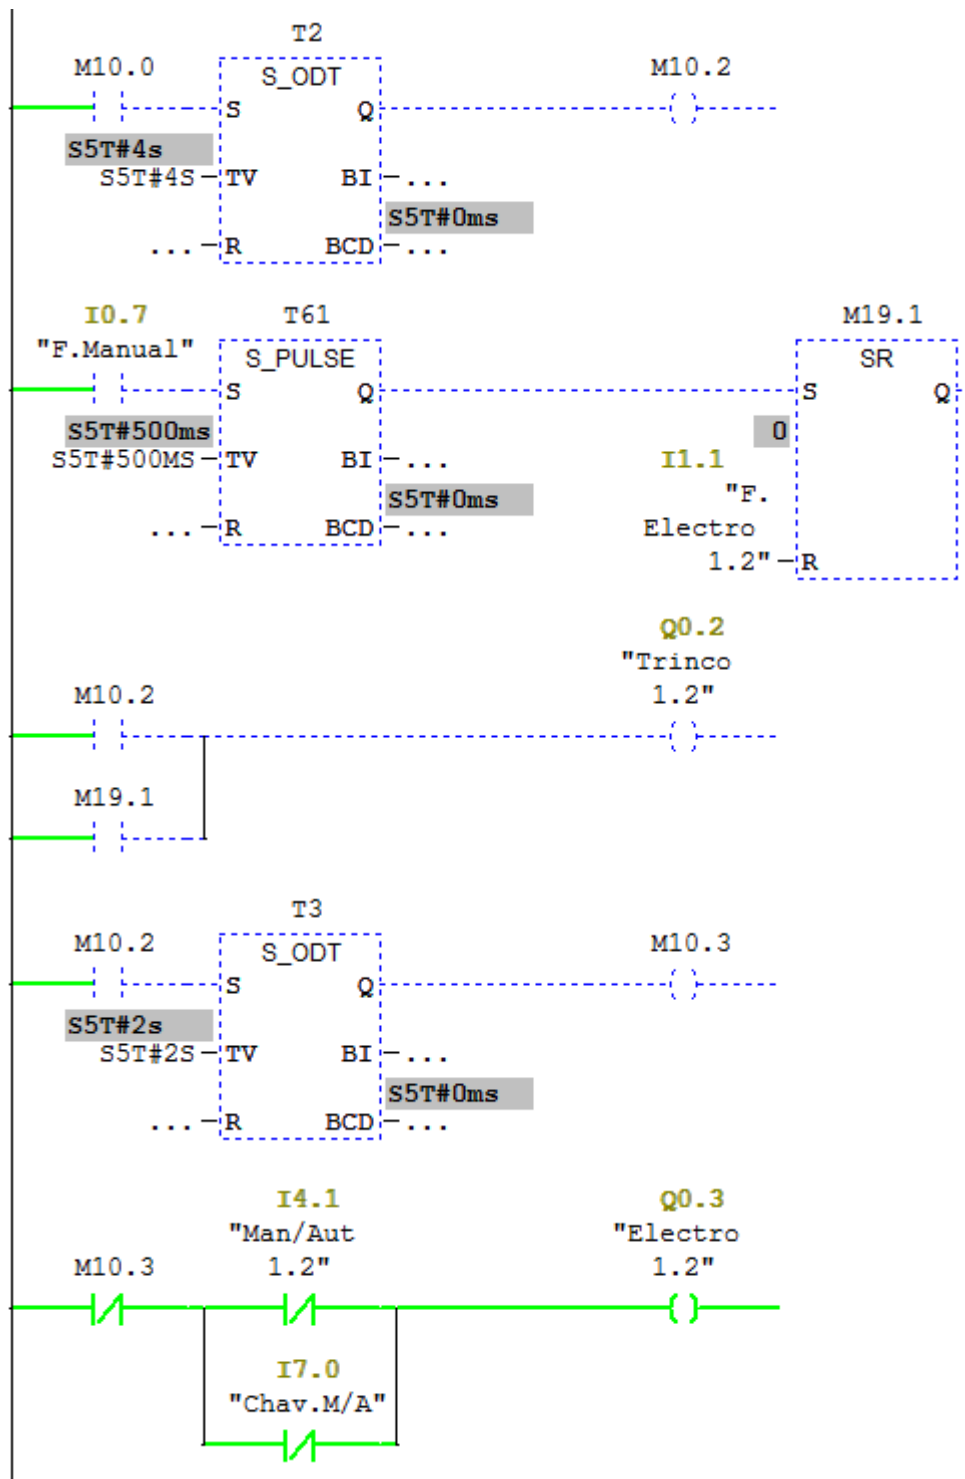 T2
M10.0
S_ODT
M10.2
S
Q
S5T#4s
S5T#4S
TV
BI
...
S5T#0ms
...
R
BCD
...
I0.7
T61
M19.1
"F.Manual"
S_PULSE
SR
S
Q
S
Q
S5T#500ms
0
S5T#500MS
TV
BI
...
I1.1
S5T#0ms
"F.
...
R
BCD
...
Electro
1.2"
R
Q0.2
"Trinco
M10.2
1.2"
M19.1
T3
M10.2
S_ODT
M10.3
S
Q
S5T#2s
S5T#2S
TV
BI
...
S5T#0ms
...
R
BCD
...
I4.1
Q0.3
"Man/Aut
"Electro
M10.3
1.2"
1.2"
I7.0
"Chav.M/A"